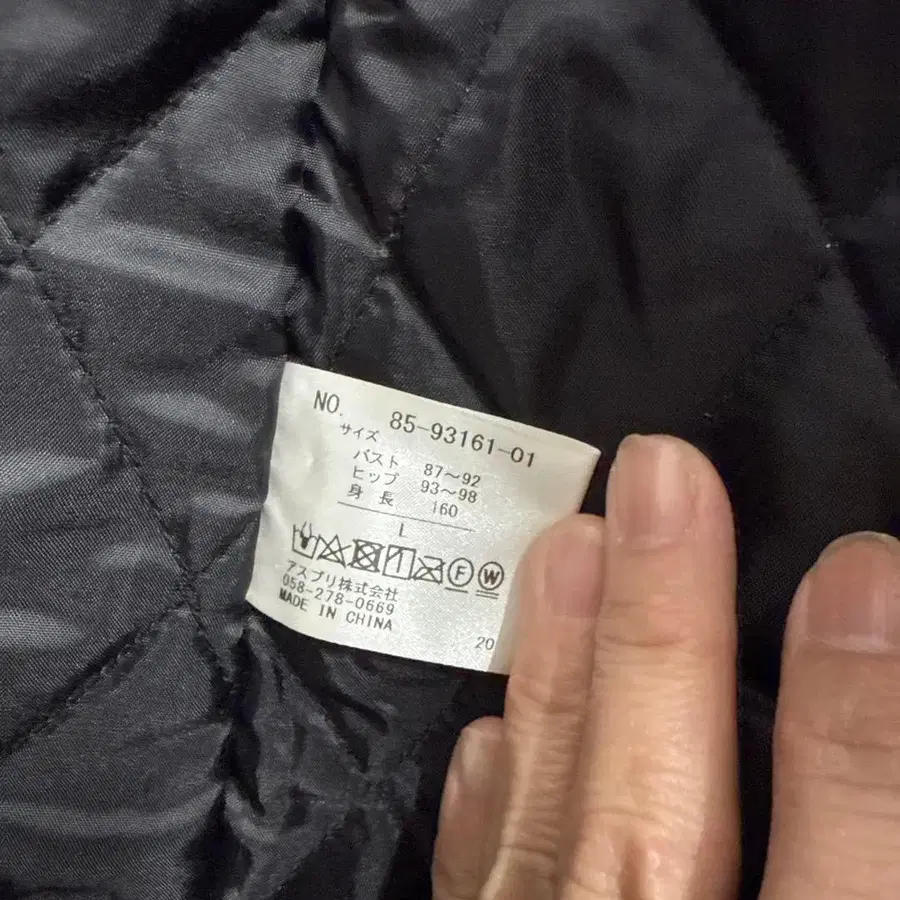 NO. 85-93161-01
サイズ
バスト 87～92
ヒップ 93～98
身長 160
L
F W
アスプリ株式会社
058-278-0669
MADE IN CHINA
20